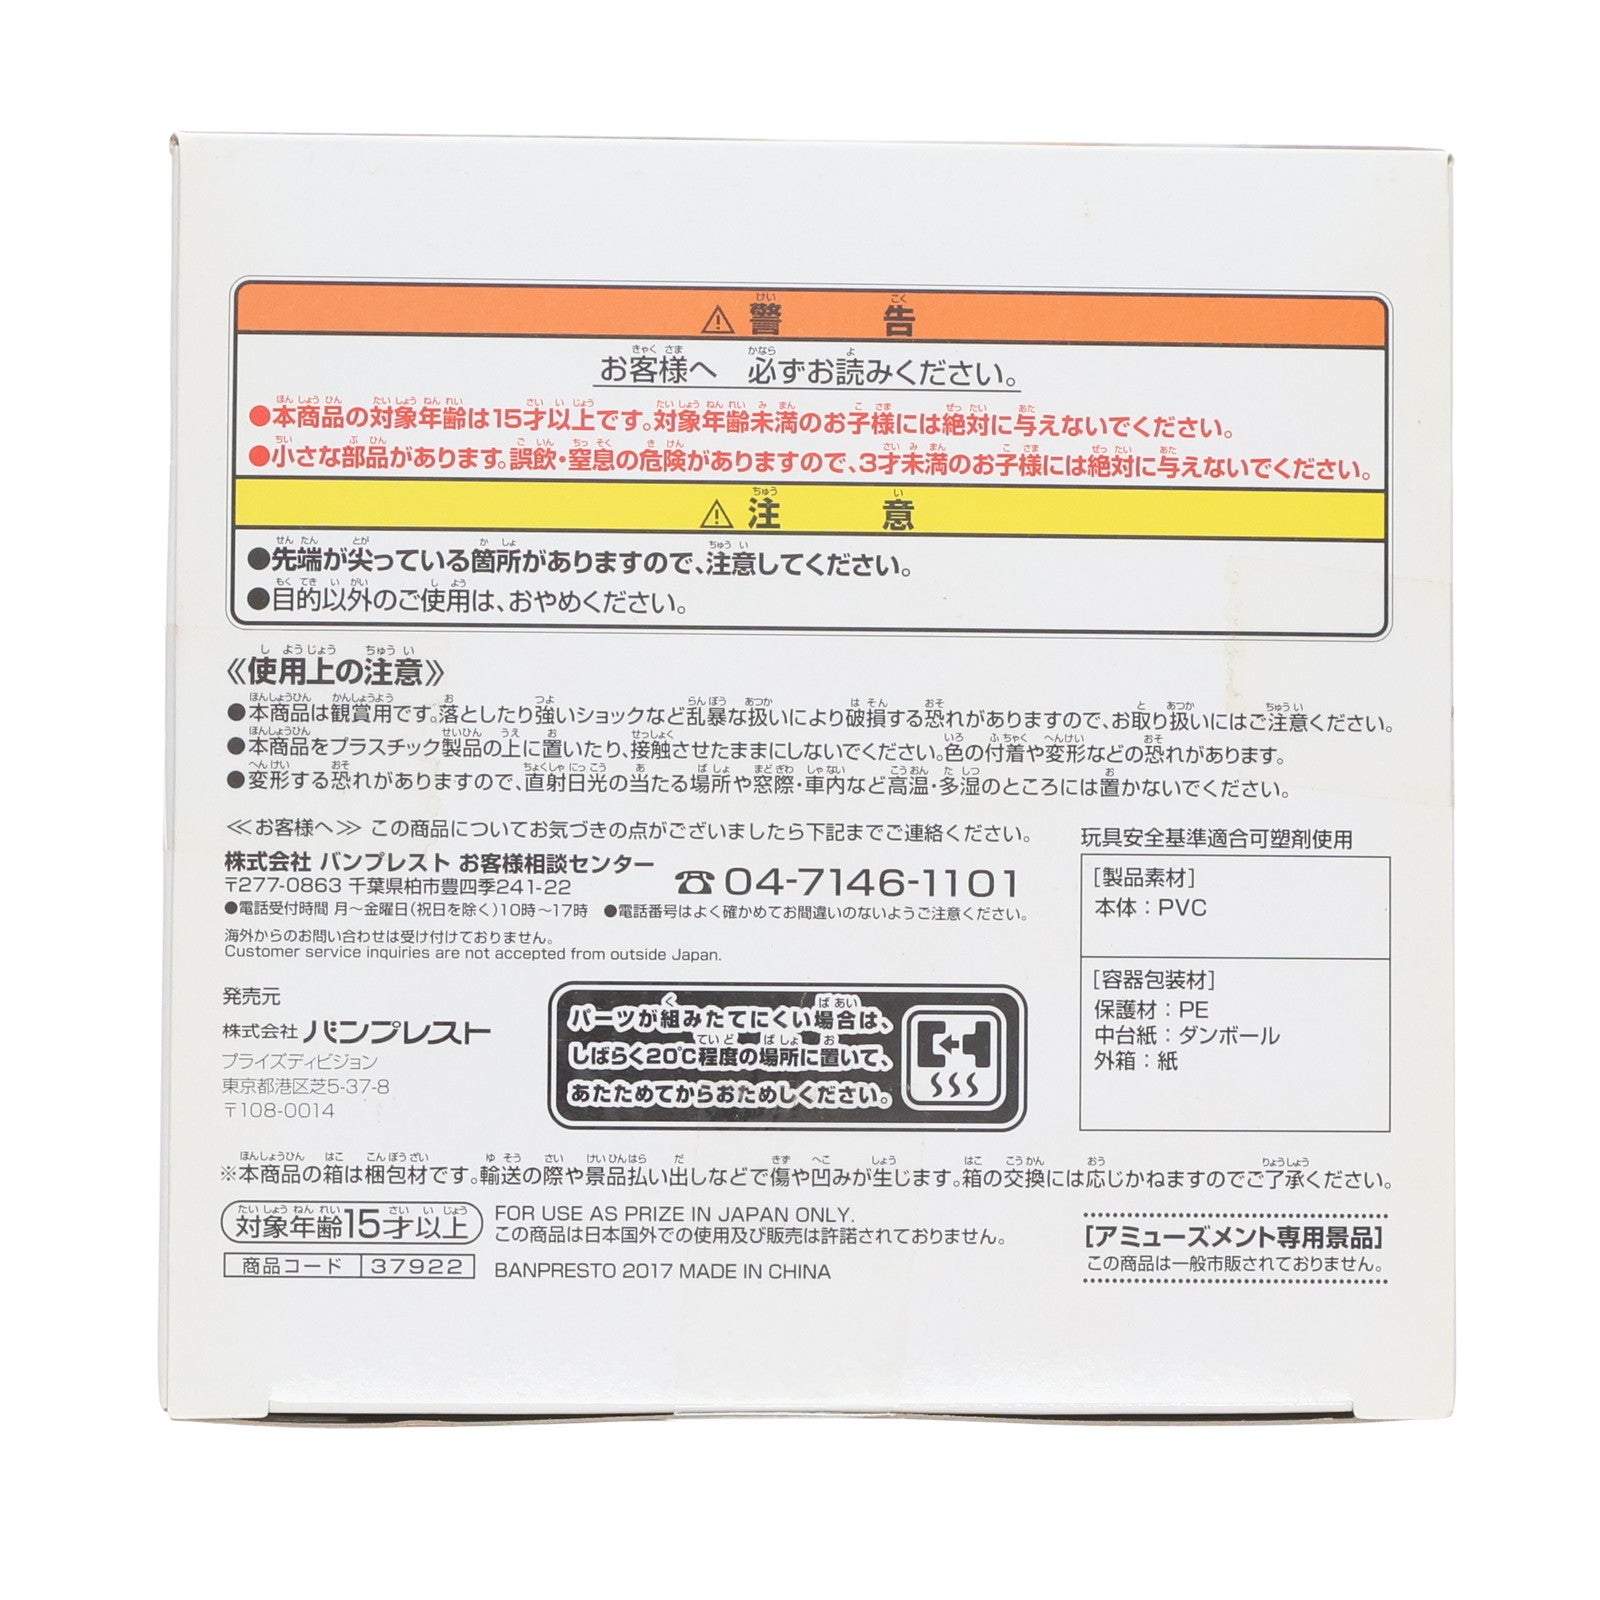 ⚠警告
お客様へ 必ずお読みください。
●本商品の対象年齢は15才以上です。対象年齢未満のお子様には絶対に与えないでください。
●小さな部品があります。誤飲・窒息の危険がありますので、3才未満のお子様には絶対に与えないでください。
⚠注意
●先端が尖っている箇所がありますので、注意してください。
●目的以外のご使用は、おやめください。
《使用上の注意》
●本商品は観賞用です。落としたり強いショックなど乱暴な扱いにより破損する恐れがありますので、お取り扱いにはご注意ください。
●本商品をプラスチック製品の上に置いたり、接触させたままにしないでください。色の付着や変形などの恐れがあります。
●変形する恐れがありますので、直射日光の当たる場所や窓際・車内など高温・多湿のところには置かないでください。
≪お客様へ≫ この商品についてお気づきの点がございましたら下記までご連絡ください。
株式会社 バンプレスト お客様相談センター
〒277-0863 千葉県柏市豊四季241-22
☎04-7146-1101
●電話受付時間 月～金曜日(祝日を除く)10時～17時 ●電話番号はよく確かめてお間違いのないようご注意ください。
海外からのお問い合わせは受け付けておりません。
Customer service inquiries are not accepted from outside Japan.
玩具安全基準適合可塑剤使用
[製品素材]
本体：PVC
[容器包装材]
保護材：PE
中台紙：ダンボール
外箱：紙
発売元
株式会社バンプレスト
プライズディビジョン
東京都港区芝5-37-8
〒108-0014
パーツが組みたてにくい場合は、
しばらく20℃程度の場所に置いて、
あたためてからおためしください。
※本商品の箱は梱包材です。輸送の際や景品払い出しなどで傷や凹みが生じます。箱の交換には応じかねますのでご了承ください。
対象年齢15才以上
FOR USE AS PRIZE IN JAPAN ONLY.
この商品は日本国外での使用及び販売は許諾されておりません。
商品コード 37922
BANPRESTO 2017 MADE IN CHINA
[アミューズメント専用景品]
この商品は一般市販されておりません。